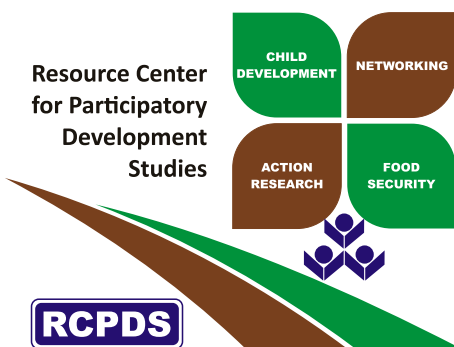 Resource Center
for Participatory
Development
Studies
CHILD
DEVELOPMENT
NETWORKING
ACTION
RESEARCH
FOOD
SECURITY
RCPDS